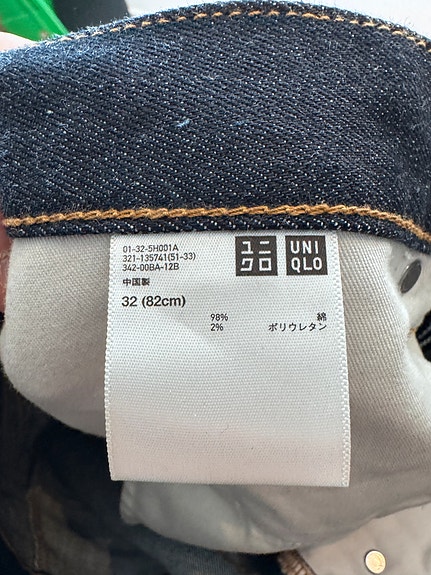 01-32-5H001A
321-135741(51-33)
342-00BA-12B
中国製
32 (82cm)
ユニ
クロ
UNI
QLO
98% 綿
2% ポリウレタン